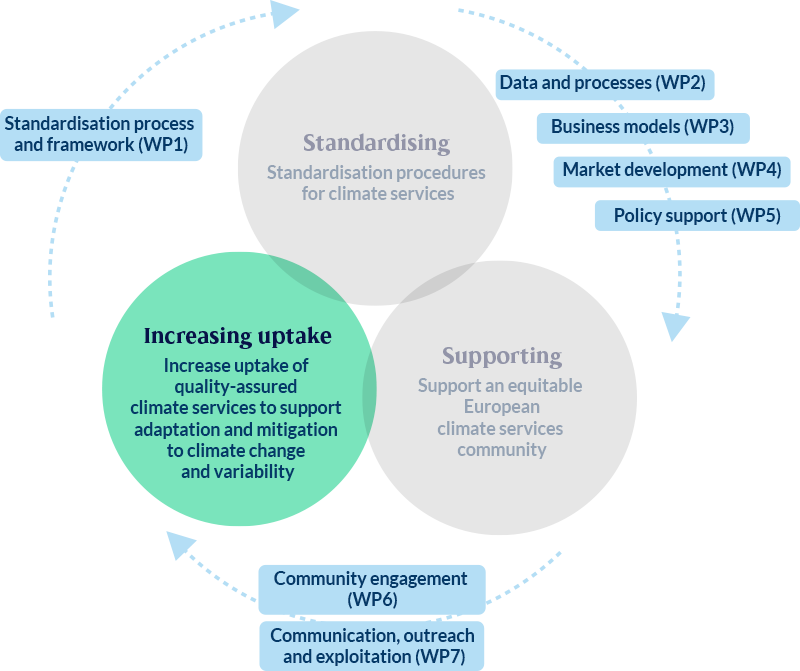 Data and processes (WP2)
Standardisation process
and framework (WP1)
Business models (WP3)
Standardising
Standardisation procedures
for climate services
Market development (WP4)
Policy support (WP5)
Increasing uptake
Increase uptake of
quality-assured
climate services to support
adaptation and mitigation
to climate change
and variability
Supporting
Support an equitable
European
climate services
community
Community engagement
(WP6)
Communication, outreach
and exploitation (WP7)